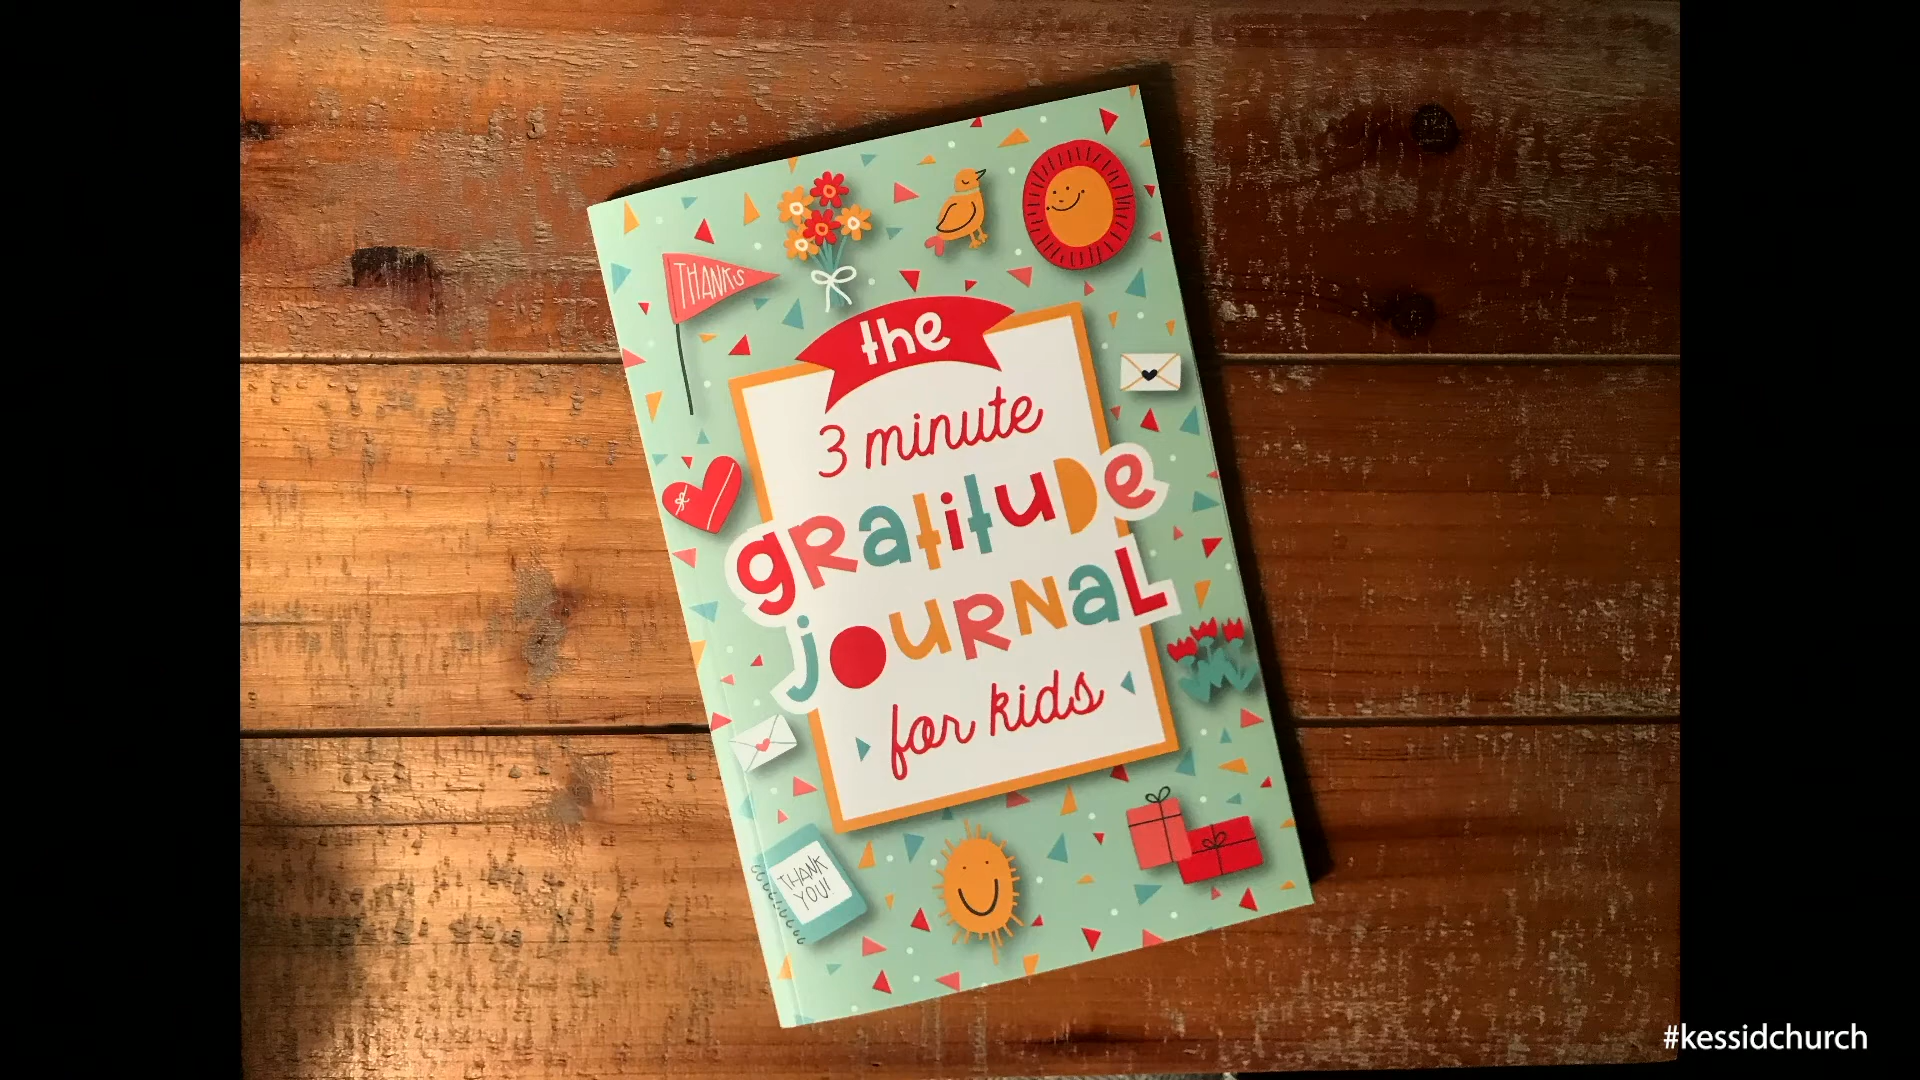 THANKS
the
3 minute
gRatituDe
jOuRNaL
for kids
THANK
YOU!
#kessidchurch